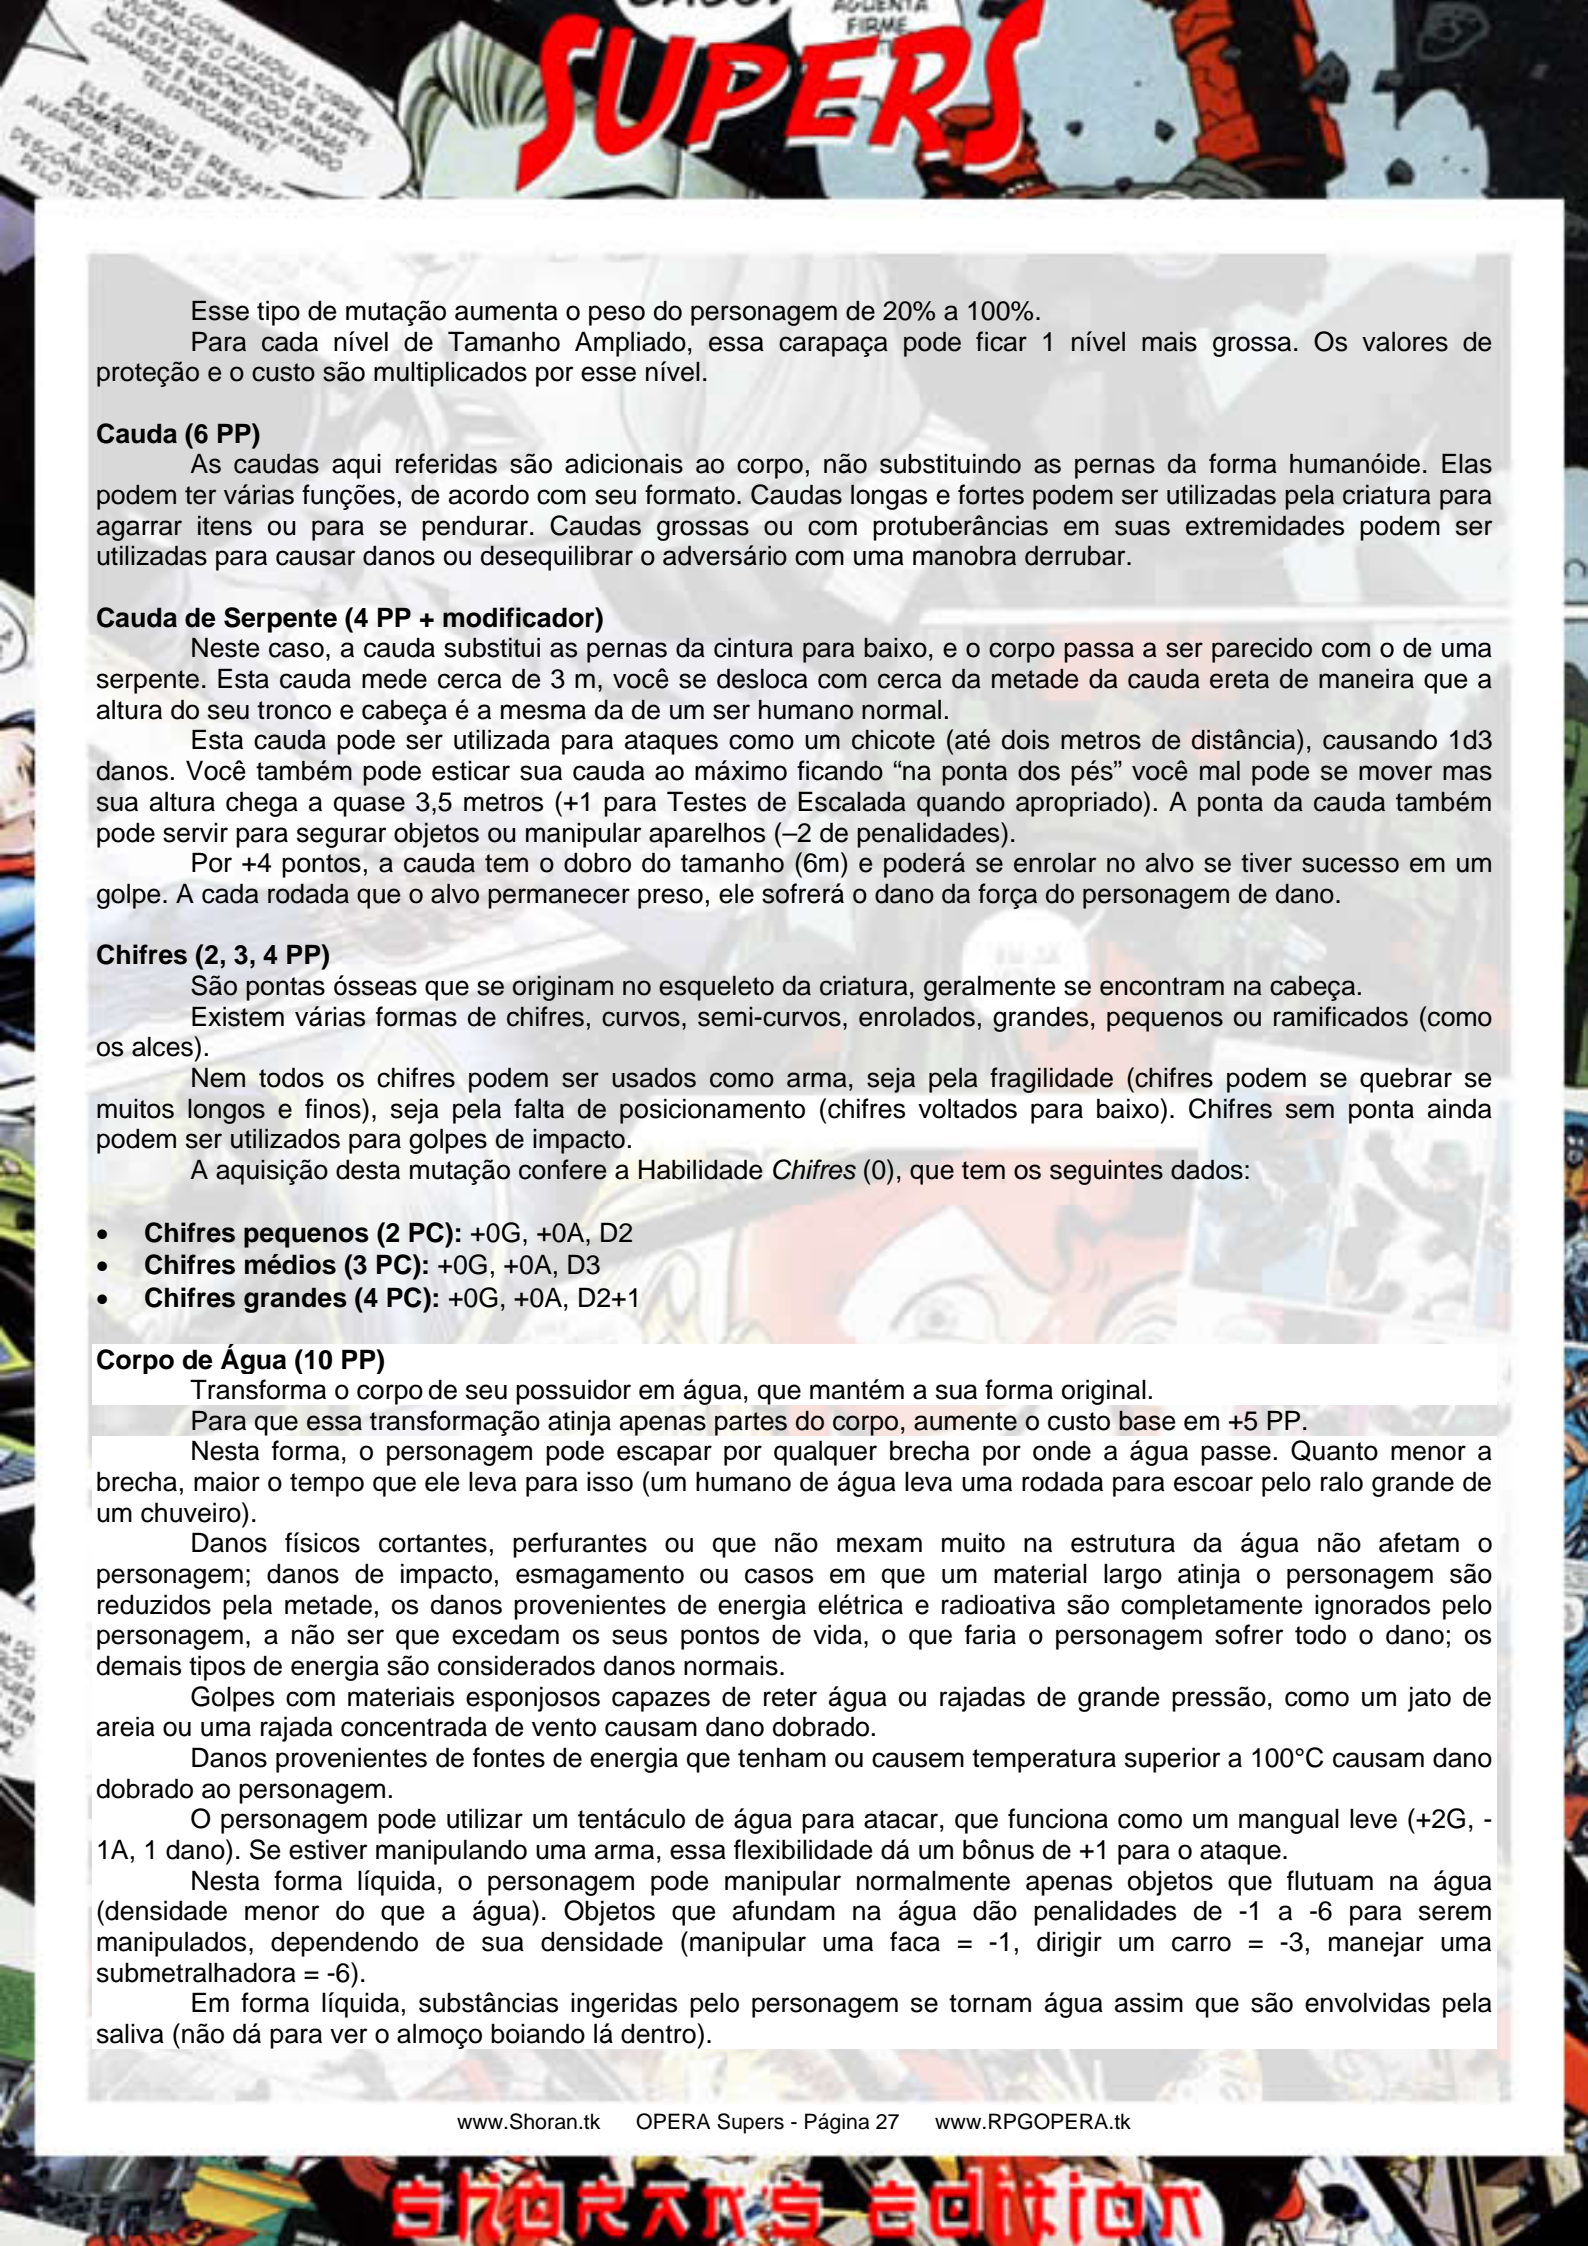 AGUENTA
FIRME
SUPERS
UMA COISA INVADIU A TORRE
VIGILÂNCIA! O CAÇADOR DE MARTE
NÃO ESTÁ RESPONDENDO MINHAS
CHAMADAS E NEM ME CONTATANDO
TELEPATICAMENTE!
Esse tipo de mutação aumenta o peso do personagem de 20% a 100%.
Para cada nível de Tamanho Ampliado, essa carapaça pode ficar 1 nível mais grossa. Os valores de
proteção e o custo são multiplicados por esse nível.
Cauda (6 PP)
As caudas aqui referidas são adicionais ao corpo, não substituindo as pernas da forma humanóide. Elas
podem ter várias funções, de acordo com seu formato. Caudas longas e fortes podem ser utilizadas pela criatura para
agarrar itens ou para se pendurar. Caudas grossas ou com protuberâncias em suas extremidades podem ser
utilizadas para causar danos ou desequilibrar o adversário com uma manobra derrubar.
Cauda de Serpente (4 PP + modificador)
Neste caso, a cauda substitui as pernas da cintura para baixo, e o corpo passa a ser parecido com o de uma
serpente. Esta cauda mede cerca de 3 m, você se desloca com cerca da metade da cauda ereta de maneira que a
altura do seu tronco e cabeça é a mesma da de um ser humano normal.
Esta cauda pode ser utilizada para ataques como um chicote (até dois metros de distância), causando 1d3
danos. Você também pode esticar sua cauda ao máximo ficando “na ponta dos pés” você mal pode se mover mas
sua altura chega a quase 3,5 metros (+1 para Testes de Escalada quando apropriado). A ponta da cauda também
pode servir para segurar objetos ou manipular aparelhos (–2 de penalidades).
Por +4 pontos, a cauda tem o dobro do tamanho (6m) e poderá se enrolar no alvo se tiver sucesso em um
golpe. A cada rodada que o alvo permanecer preso, ele sofrerá o dano da força do personagem de dano.
Chifres (2, 3, 4 PP)
São pontas ósseas que se originam no esqueleto da criatura, geralmente se encontram na cabeça.
Existem várias formas de chifres, curvos, semi-curvos, enrolados, grandes, pequenos ou ramificados (como
os alces).
Nem todos os chifres podem ser usados como arma, seja pela fragilidade (chifres podem se quebrar se
muitos longos e finos), seja pela falta de posicionamento (chifres voltados para baixo). Chifres sem ponta ainda
podem ser utilizados para golpes de impacto.
A aquisição desta mutação confere a Habilidade Chifres (0), que tem os seguintes dados:
• Chifres pequenos (2 PC): +0G, +0A, D2
• Chifres médios (3 PC): +0G, +0A, D3
• Chifres grandes (4 PC): +0G, +0A, D2+1
Corpo de Água (10 PP)
Transforma o corpo de seu possuidor em água, que mantém a sua forma original.
Para que essa transformação atinja apenas partes do corpo, aumente o custo base em +5 PP.
Nesta forma, o personagem pode escapar por qualquer brecha por onde a água passe. Quanto menor a
brecha, maior o tempo que ele leva para isso (um humano de água leva uma rodada para escoar pelo ralo grande de
um chuveiro).
Danos físicos cortantes, perfurantes ou que não mexam muito na estrutura da água não afetam o
personagem; danos de impacto, esmagamento ou casos em que um material largo atinja o personagem são
reduzidos pela metade, os danos provenientes de energia elétrica e radioativa são completamente ignorados pelo
personagem, a não ser que excedam os seus pontos de vida, o que faria o personagem sofrer todo o dano; os
demais tipos de energia são considerados danos normais.
Golpes com materiais esponjosos capazes de reter água ou rajadas de grande pressão, como um jato de
areia ou uma rajada concentrada de vento causam dano dobrado.
Danos provenientes de fontes de energia que tenham ou causem temperatura superior a 100°C causam dano
dobrado ao personagem.
O personagem pode utilizar um tentáculo de água para atacar, que funciona como um mangual leve (+2G, -
1A, 1 dano). Se estiver manipulando uma arma, essa flexibilidade dá um bônus de +1 para o ataque.
Nesta forma líquida, o personagem pode manipular normalmente apenas objetos que flutuam na água
(densidade menor do que a água). Objetos que afundam na água dão penalidades de -1 a -6 para serem
manipulados, dependendo de sua densidade (manipular uma faca = -1, dirigir um carro = -3, manejar uma
submetralhadora = -6).
Em forma líquida, substâncias ingeridas pelo personagem se tornam água assim que são envolvidas pela
saliva (não dá para ver o almoço boiando lá dentro).
www.Shoran.tk OPERA Supers - Página 27 www.RPGOPERA.tk
shoran's edition